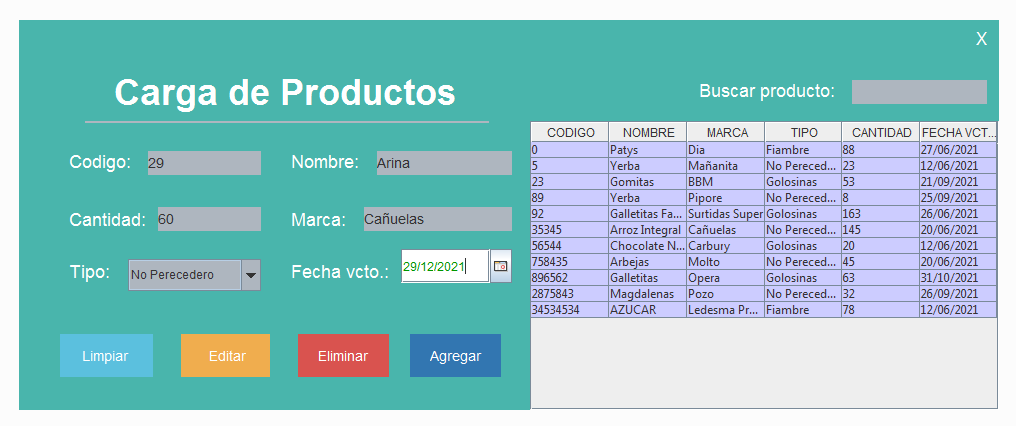 X
Carga de Productos
Buscar producto:
Codigo: 29 Nombre: Arina
Cantidad: 60 Marca: Cañuelas
Tipo: No Perecedero Fecha vcto.: 29/12/2021
Limpiar Editar Eliminar Agregar
CODIGO NOMBRE MARCA TIPO CANTIDAD FECHA VCT...
0 Patys Dia Fiambre 88 27/06/2021
5 Yerba Mañanita No Pereced... 23 12/06/2021
23 Gomitas BBM Golosinas 53 21/09/2021
89 Yerba Pipore No Pereced... 8 25/09/2021
92 Galletitas Fa... Surtidas Super Golosinas 163 26/06/2021
35345 Arroz Integral Cañuelas No Pereced... 145 20/06/2021
56544 Chocolate N... Carbury Golosinas 20 12/06/2021
758435 Arbejas Molto No Pereced... 45 20/06/2021
896562 Galletitas Opera Golosinas 63 31/10/2021
2875843 Magdalenas Pozo No Pereced... 32 26/09/2021
34534534 AZUCAR Ledesma Pr... Fiambre 78 12/06/2021